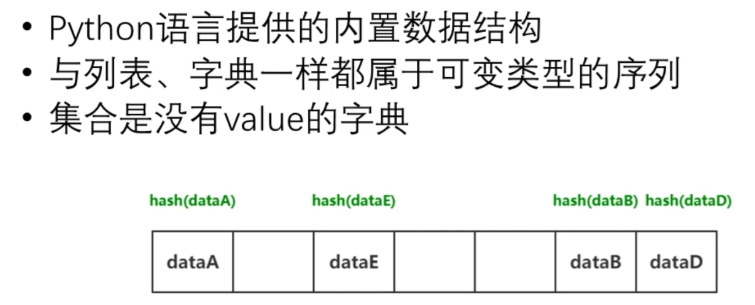 • Python语言提供的内置数据结构
• 与列表、字典一样都属于可变类型的序列
• 集合是没有value的字典
hash(dataA) hash(dataE) hash(dataB) hash(dataD)
dataA dataE dataB dataD